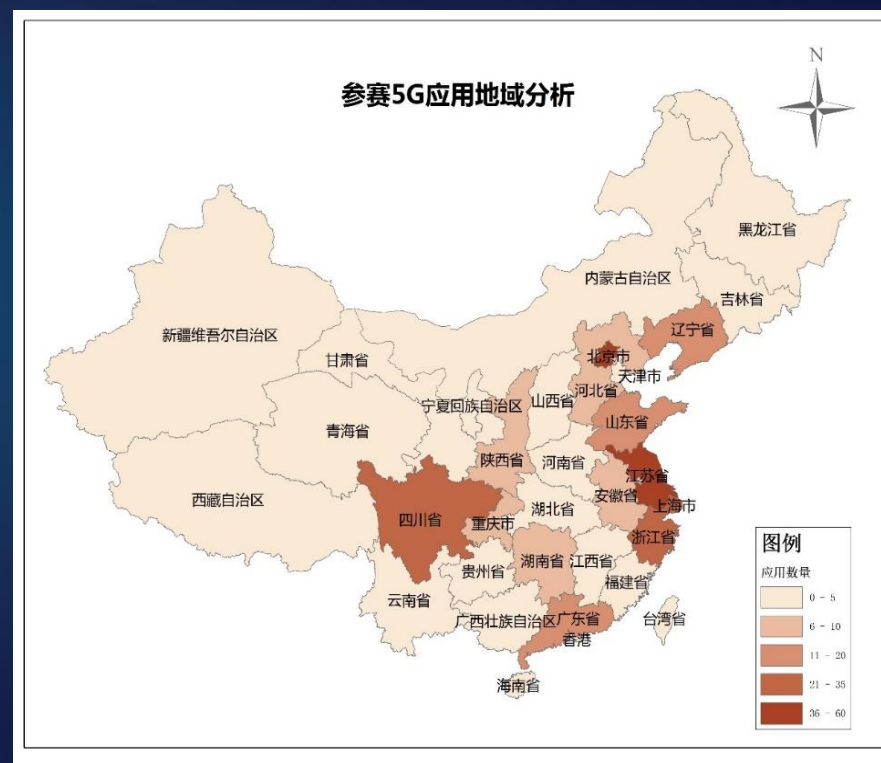 N
参赛5G应用地域分析
黑龙江省
内蒙古自治区
吉林省
新疆维吾尔自治区
辽宁省
甘肃省
北京市
天津市
宁夏回族自治区
山西省
河北省
青海省
山东省
陕西省
河南省
江苏省
西藏自治区
安徽省
上海市
四川省
重庆市
湖北省
浙江省
湖南省
江西省
贵州省
福建省
云南省
广西壮族自治区
广东省
台湾省
香港
海南省
图例
应用数量
0 - 5
6 - 10
11 - 20
21 - 35
36 - 60